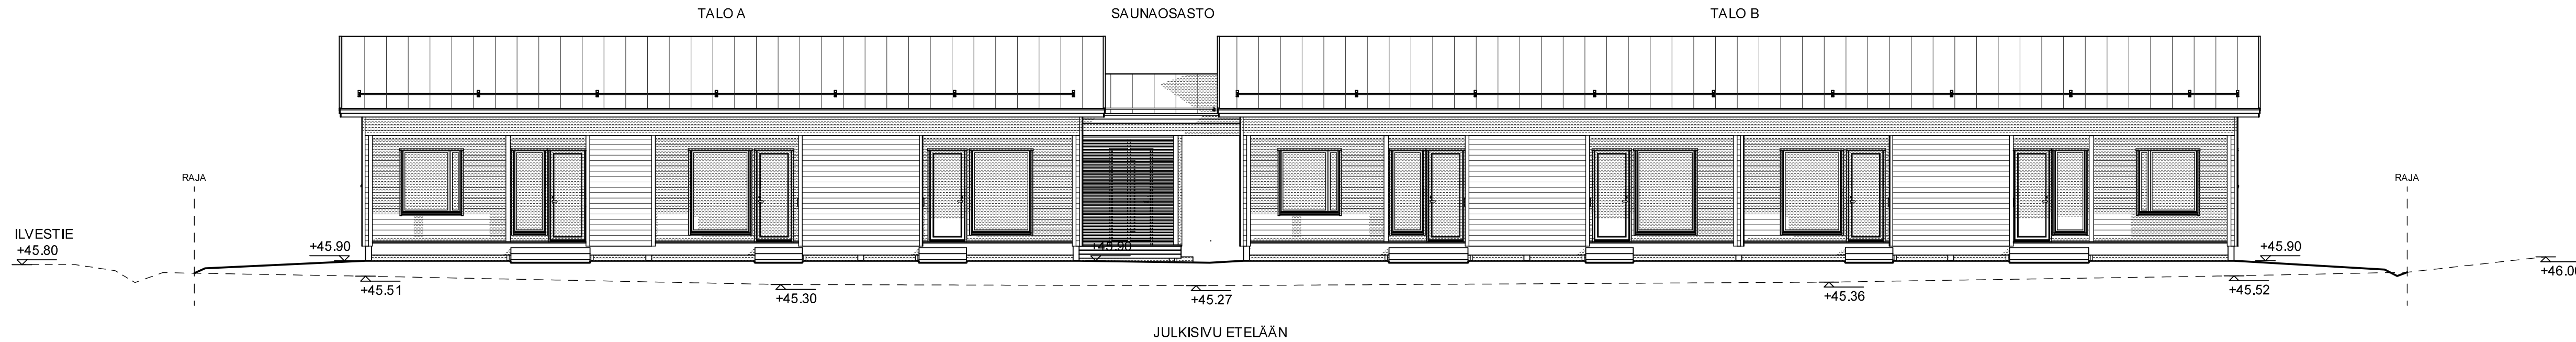 TALO A
SAUNAOSASTO
TALO B
RAJA
RAJA
ILVESTIE
+45.80
+45.90
+45.90
+45.90
+46.00
+45.51
+45.30
+45.27
+45.36
+45.52
JULKISIVU ETELÄÄN